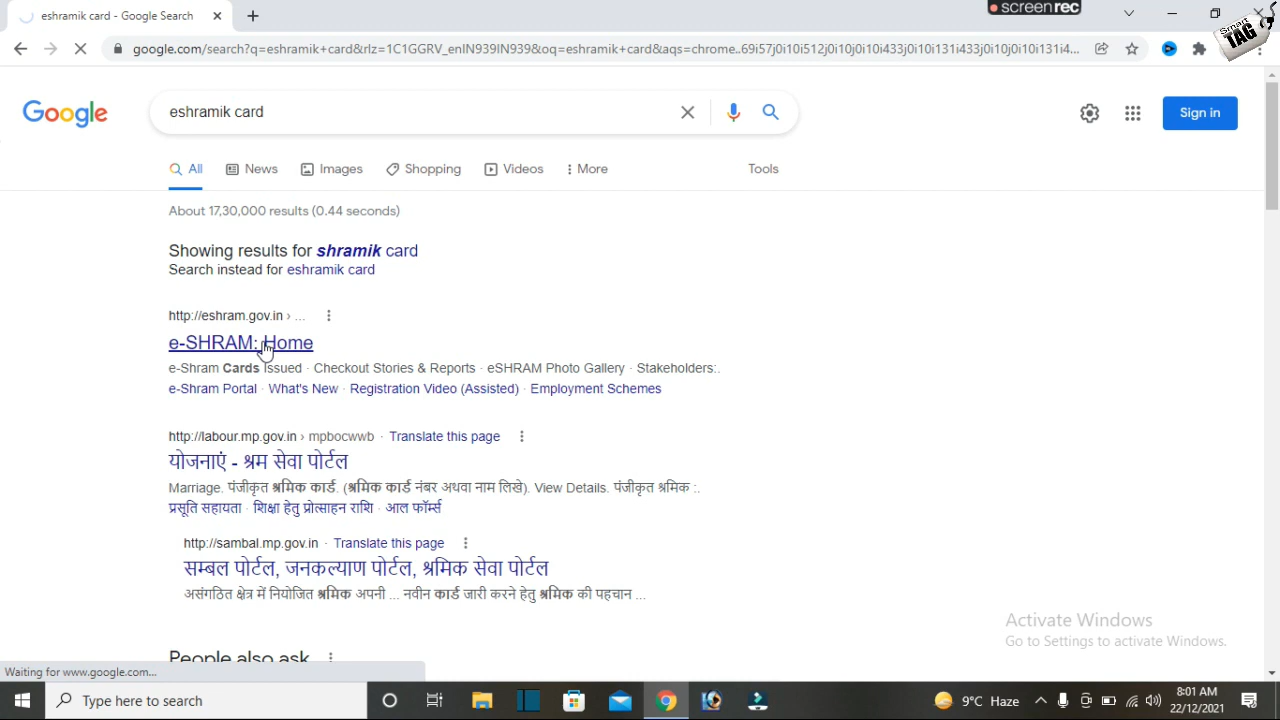 eshramik card - Google Search
screen rec
Smart TAG
google.com/search?q=eshramik+card&rlz=1C1GGRV_enIN939IN939&oq=eshramik+card&aqs=chrome..69i57j0i10i512j0i10j0i10i433j0i10i131i433j0i10j0i10i131i4...
Google
eshramik card
Sign in
All News Images Shopping Videos More Tools
About 17,30,000 results (0.44 seconds)
Showing results for shramik card
Search instead for eshramik card
http://eshram.gov.in › ...
e-SHRAM: Home
e-Shram Cards Issued · Checkout Stories & Reports · eSHRAM Photo Gallery · Stakeholders:.
e-Shram Portal · What's New · Registration Video (Assisted) · Employment Schemes
http://labour.mp.gov.in › mpbocwwb · Translate this page
योजनाएं - श्रम सेवा पोर्टल
Marriage. पंजीकृत श्रमिक कार्ड. (श्रमिक कार्ड नंबर अथवा नाम लिखे). View Details. पंजीकृत श्रमिक :.
प्रसूति सहायता · शिक्षा हेतु प्रोत्साहन राशि · आल फॉर्म्स
http://sambal.mp.gov.in · Translate this page
सम्बल पोर्टल, जनकल्याण पोर्टल, श्रमिक सेवा पोर्टल
असंगठित क्षेत्र में नियोजित श्रमिक अपनी ... नवीन कार्ड जारी करने हेतु श्रमिक की पहचान ...
Activate Windows
Go to Settings to activate Windows.
People also ask
Waiting for www.google.com...
Type here to search
9°C Haze
8:01 AM
22/12/2021